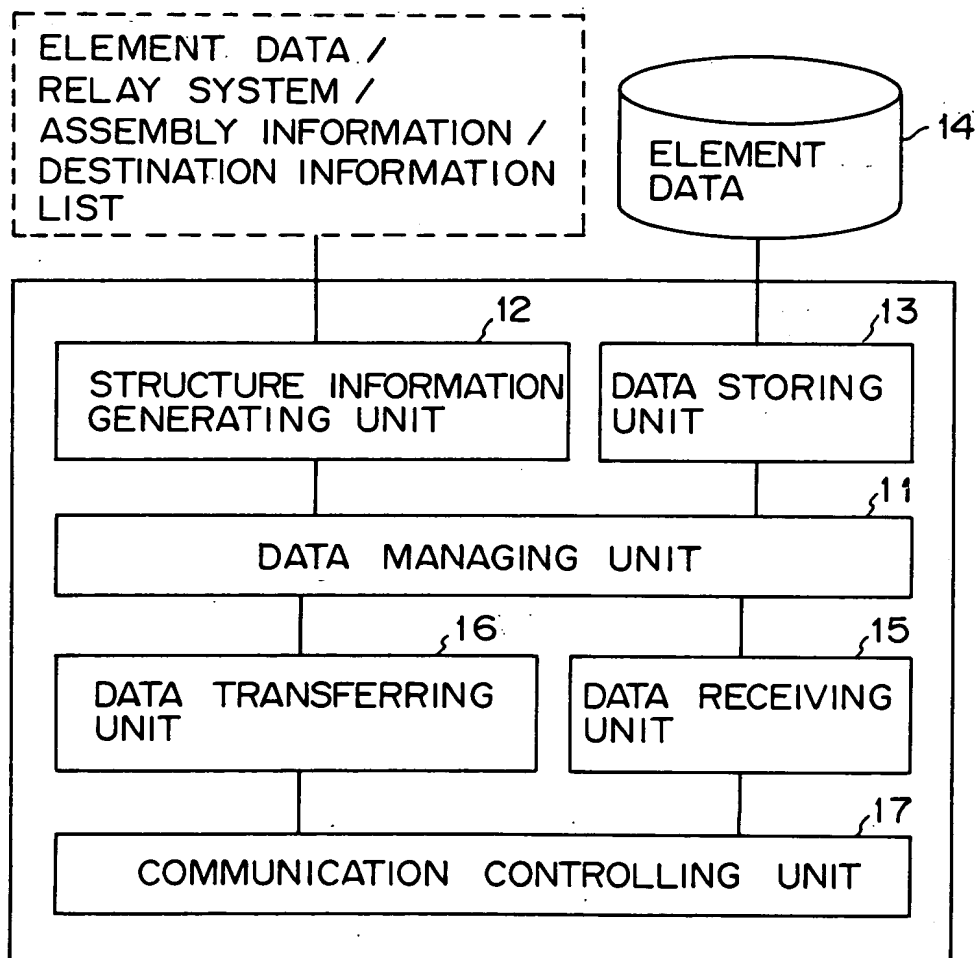 ELEMENT DATA /
RELAY SYSTEM /
ASSEMBLY INFORMATION /
DESTINATION INFORMATION
LIST
ELEMENT
DATA
14
12
STRUCTURE INFORMATION
GENERATING UNIT
13
DATA STORING
UNIT
11
DATA MANAGING UNIT
16
DATA TRANSFERRING
UNIT
15
DATA RECEIVING
UNIT
17
COMMUNICATION CONTROLLING UNIT